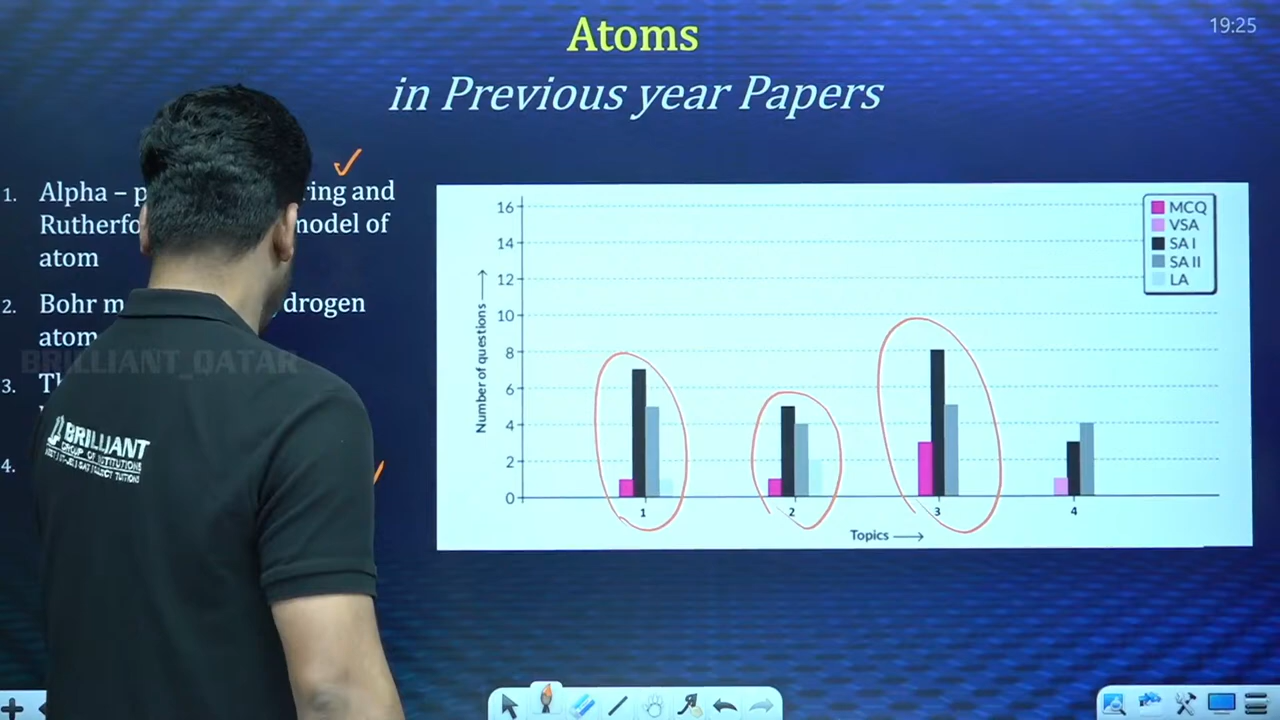 Atoms
19:25
in Previous year Papers
1. Alpha – p ring and
Rutherfo model of
atom
2. Bohr m drogen
atom
3. Th
4.
BRILLIANT_QATAR
BRILLIANT
GROUP OF INSTITUTIONS
16
14
12
10
8
6
4
2
0
Number of questions
1 2 3 4
Topics
MCQ
VSA
SA I
SA II
LA